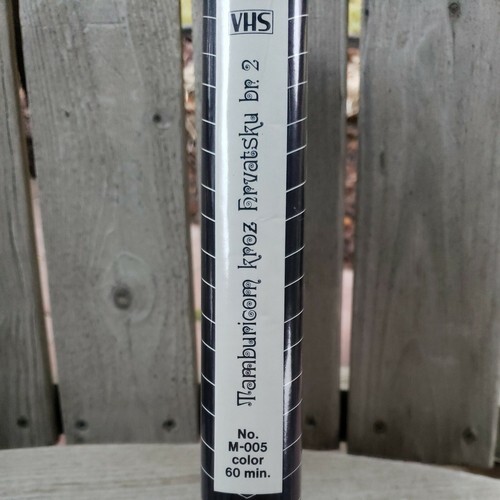 VHS
Tamburicom kroz hrvatsku br. 2
No.
M-005
color
60 min.